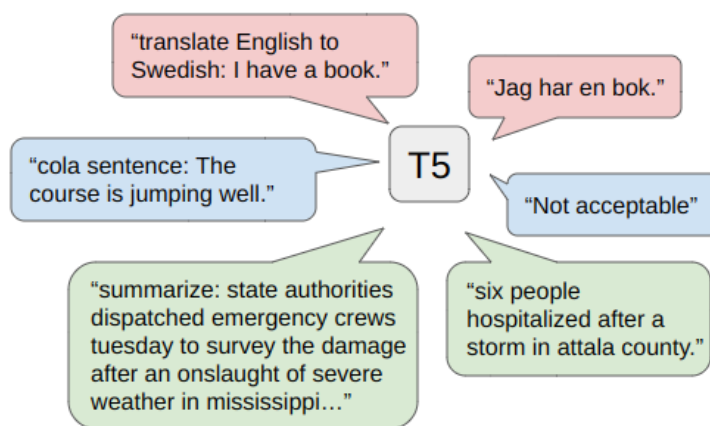 “translate English to
Swedish: I have a book.”
“Jag har en bok.”
T5
“cola sentence: The
course is jumping well.”
“Not acceptable”
“summarize: state authorities
dispatched emergency crews
tuesday to survey the damage
after an onslaught of severe
weather in mississippi…”
“six people
hospitalized after a
storm in attala county.”